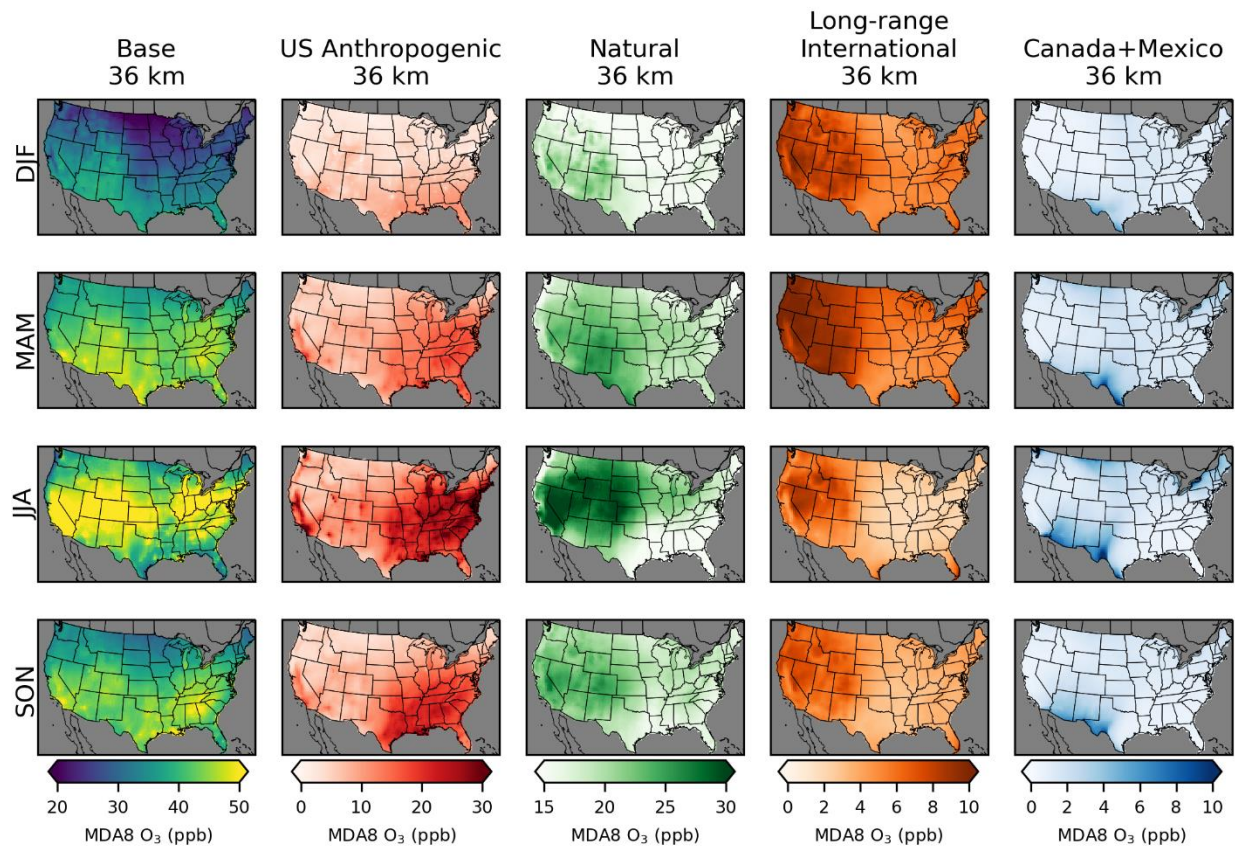 Base
36 km
US Anthropogenic
36 km
Natural
36 km
Long-range
International
36 km
Canada+Mexico
36 km
DJF
MAM
JJA
SON
20 30 40 50
MDA8 O₃ (ppb)
0 10 20 30
MDA8 O₃ (ppb)
15 20 25 30
MDA8 O₃ (ppb)
0 2 4 6 8 10
MDA8 O₃ (ppb)
0 2 4 6 8 10
MDA8 O₃ (ppb)